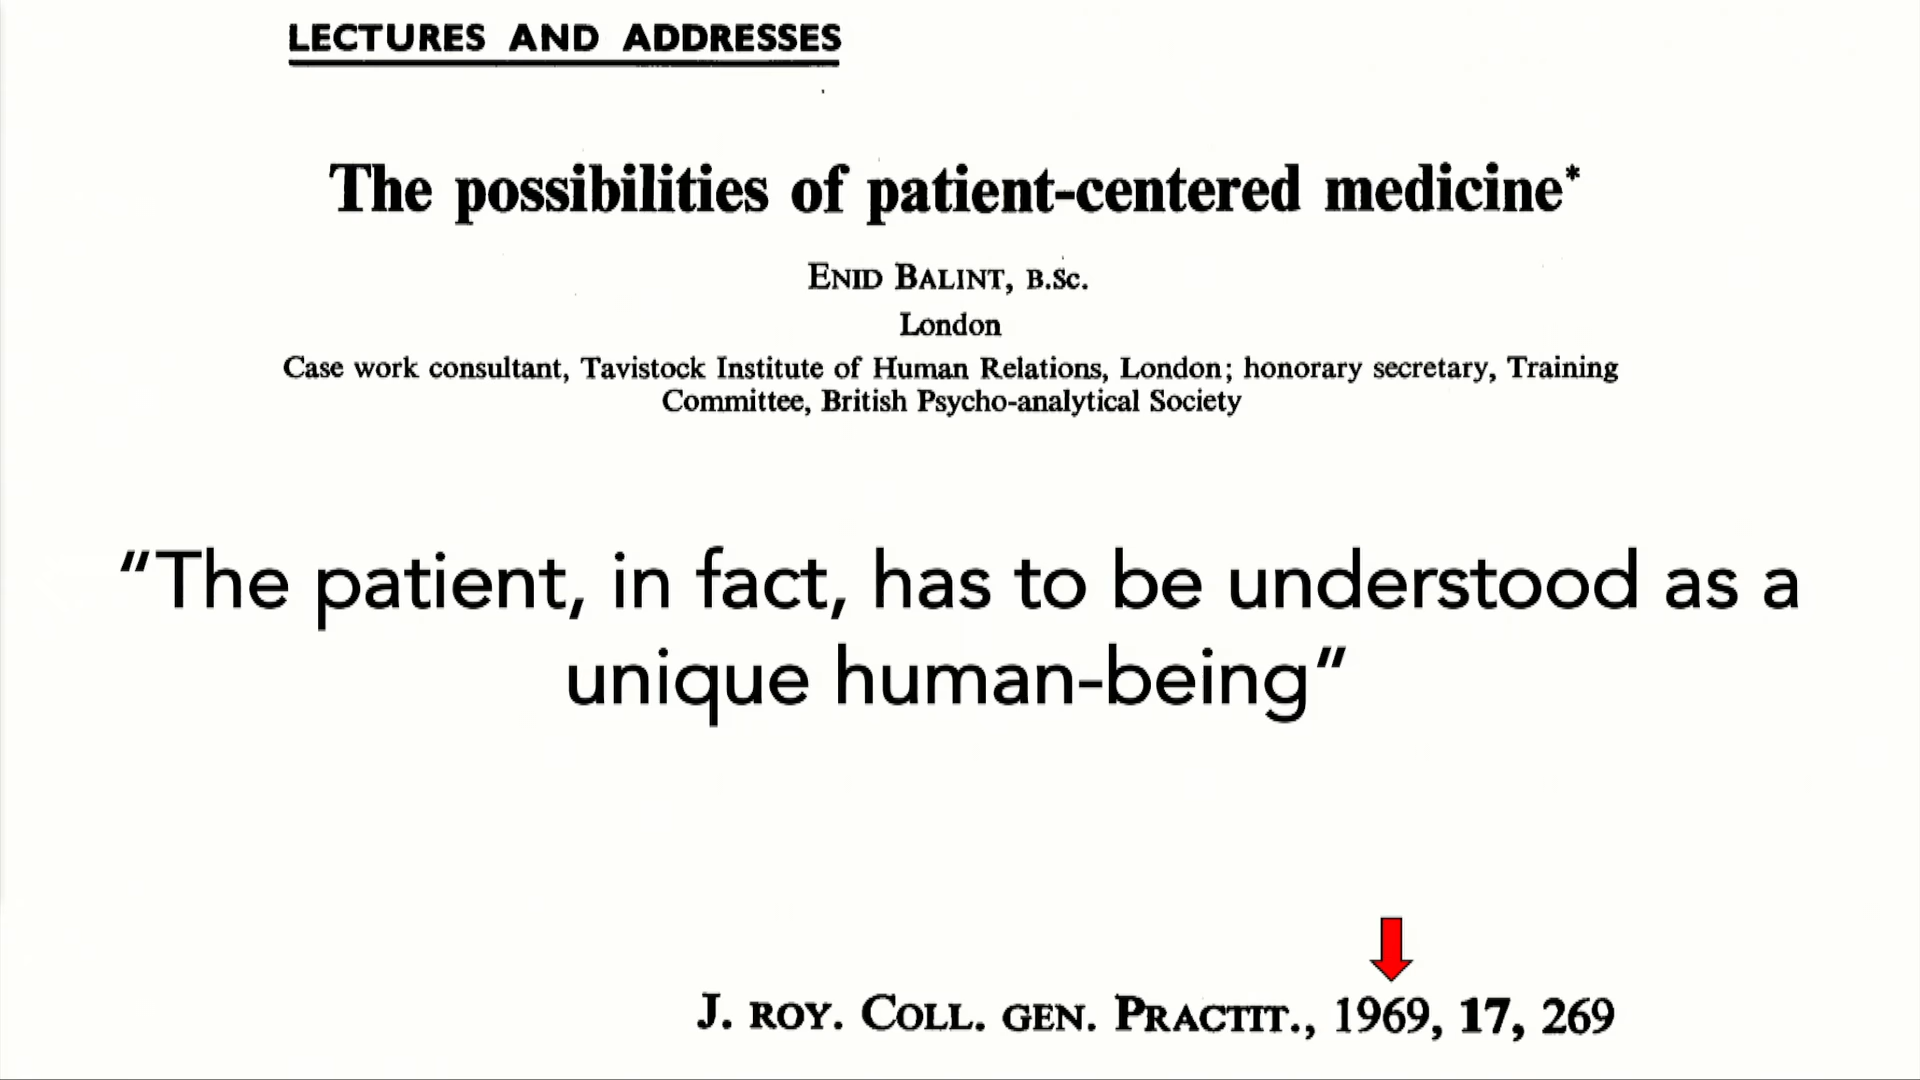 LECTURES AND ADDRESSES
The possibilities of patient-centered medicine*
ENID BALINT, B.Sc.
London
Case work consultant, Tavistock Institute of Human Relations, London; honorary secretary, Training
Committee, British Psycho-analytical Society
“The patient, in fact, has to be understood as a
unique human-being”
J. ROY. COLL. GEN. PRACTIT., 1969, 17, 269